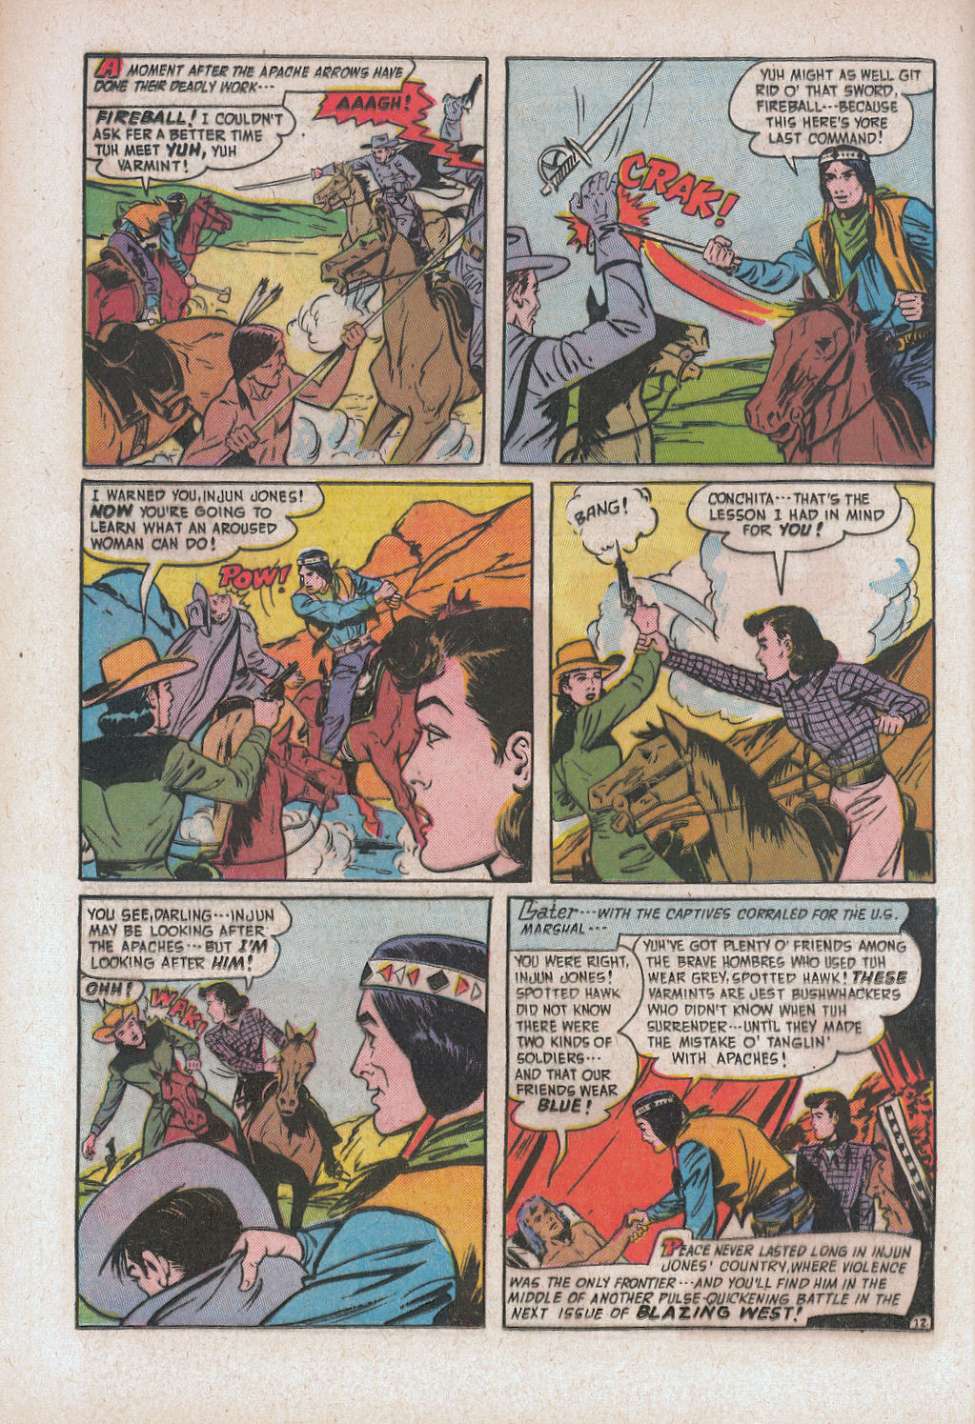 A MOMENT AFTER THE APACHE ARROWS HAVE
DONE THEIR DEADLY WORK---
FIREBALL! I COULDN'T
ASK FER A BETTER TIME
TUH MEET YUH, YUH
VARMINT!
AAAGH!
YUH MIGHT AS WELL GIT
RID O' THAT SWORD,
FIREBALL---BECAUSE
THIS HERE'S YORE
LAST COMMAND!
CRAK!
I WARNED YOU, INJUN JONES!
NOW YOU'RE GOING TO
LEARN WHAT AN AROUSED
WOMAN CAN DO!
POW!
BANG!
CONCHITA---THAT'S THE
LESSON I HAD IN MIND
FOR YOU!
YOU SEE, DARLING---INJUN
MAY BE LOOKING AFTER
THE APACHES---BUT I'M
LOOKING AFTER HIM!
OHH!
WAK!
Later---WITH THE CAPTIVES CORRALED FOR THE U.S.
MARSHAL---
YOU WERE RIGHT,
INJUN JONES!
SPOTTED HAWK
DID NOT KNOW
THERE WERE
TWO KINDS OF
SOLDIERS---
AND THAT OUR
FRIENDS WEAR
BLUE!
YUH'VE GOT PLENTY O' FRIENDS AMONG
THE BRAVE HOMBRES WHO USED TUH
WEAR GREY, SPOTTED HAWK! THESE
VARMINTS ARE JEST BUSHWHACKERS
WHO DIDN'T KNOW WHEN TUH
SURRENDER---UNTIL THEY MADE
THE MISTAKE O' TANGLIN'
WITH APACHES!
PEACE NEVER LASTED LONG IN INJUN
JONES' COUNTRY, WHERE VIOLENCE
WAS THE ONLY FRONTIER---AND YOU'LL FIND HIM IN THE
MIDDLE OF ANOTHER PULSE-QUICKENING BATTLE IN THE
NEXT ISSUE OF BLAZING WEST!
12